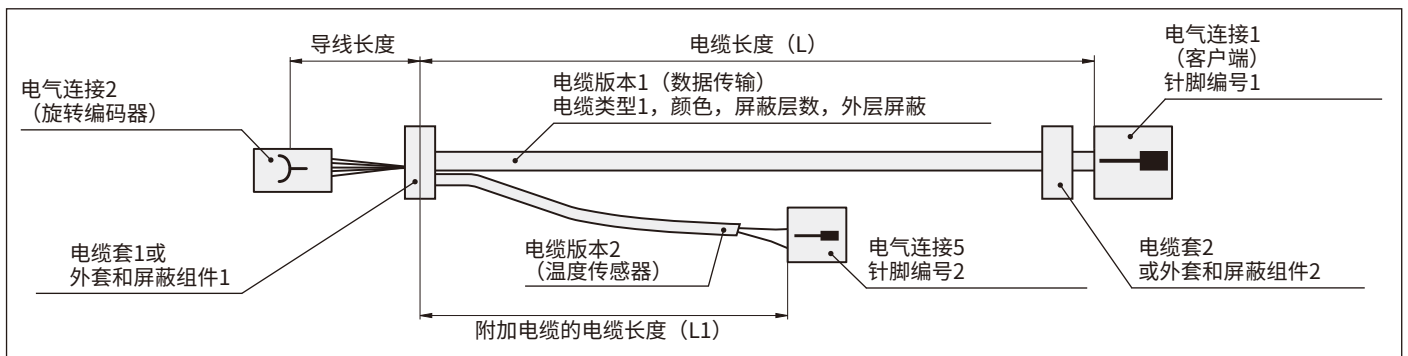 导线长度
电缆长度（L）
电气连接1
（客户端）
针脚编号1
电气连接2
（旋转编码器）
电缆版本1（数据传输）
电缆类型1，颜色，屏蔽层数，外层屏蔽
电缆套1或
外套和屏蔽组件1
电缆版本2
（温度传感器）
电气连接5
针脚编号2
电缆套2
或外套和屏蔽组件2
附加电缆的电缆长度（L1）